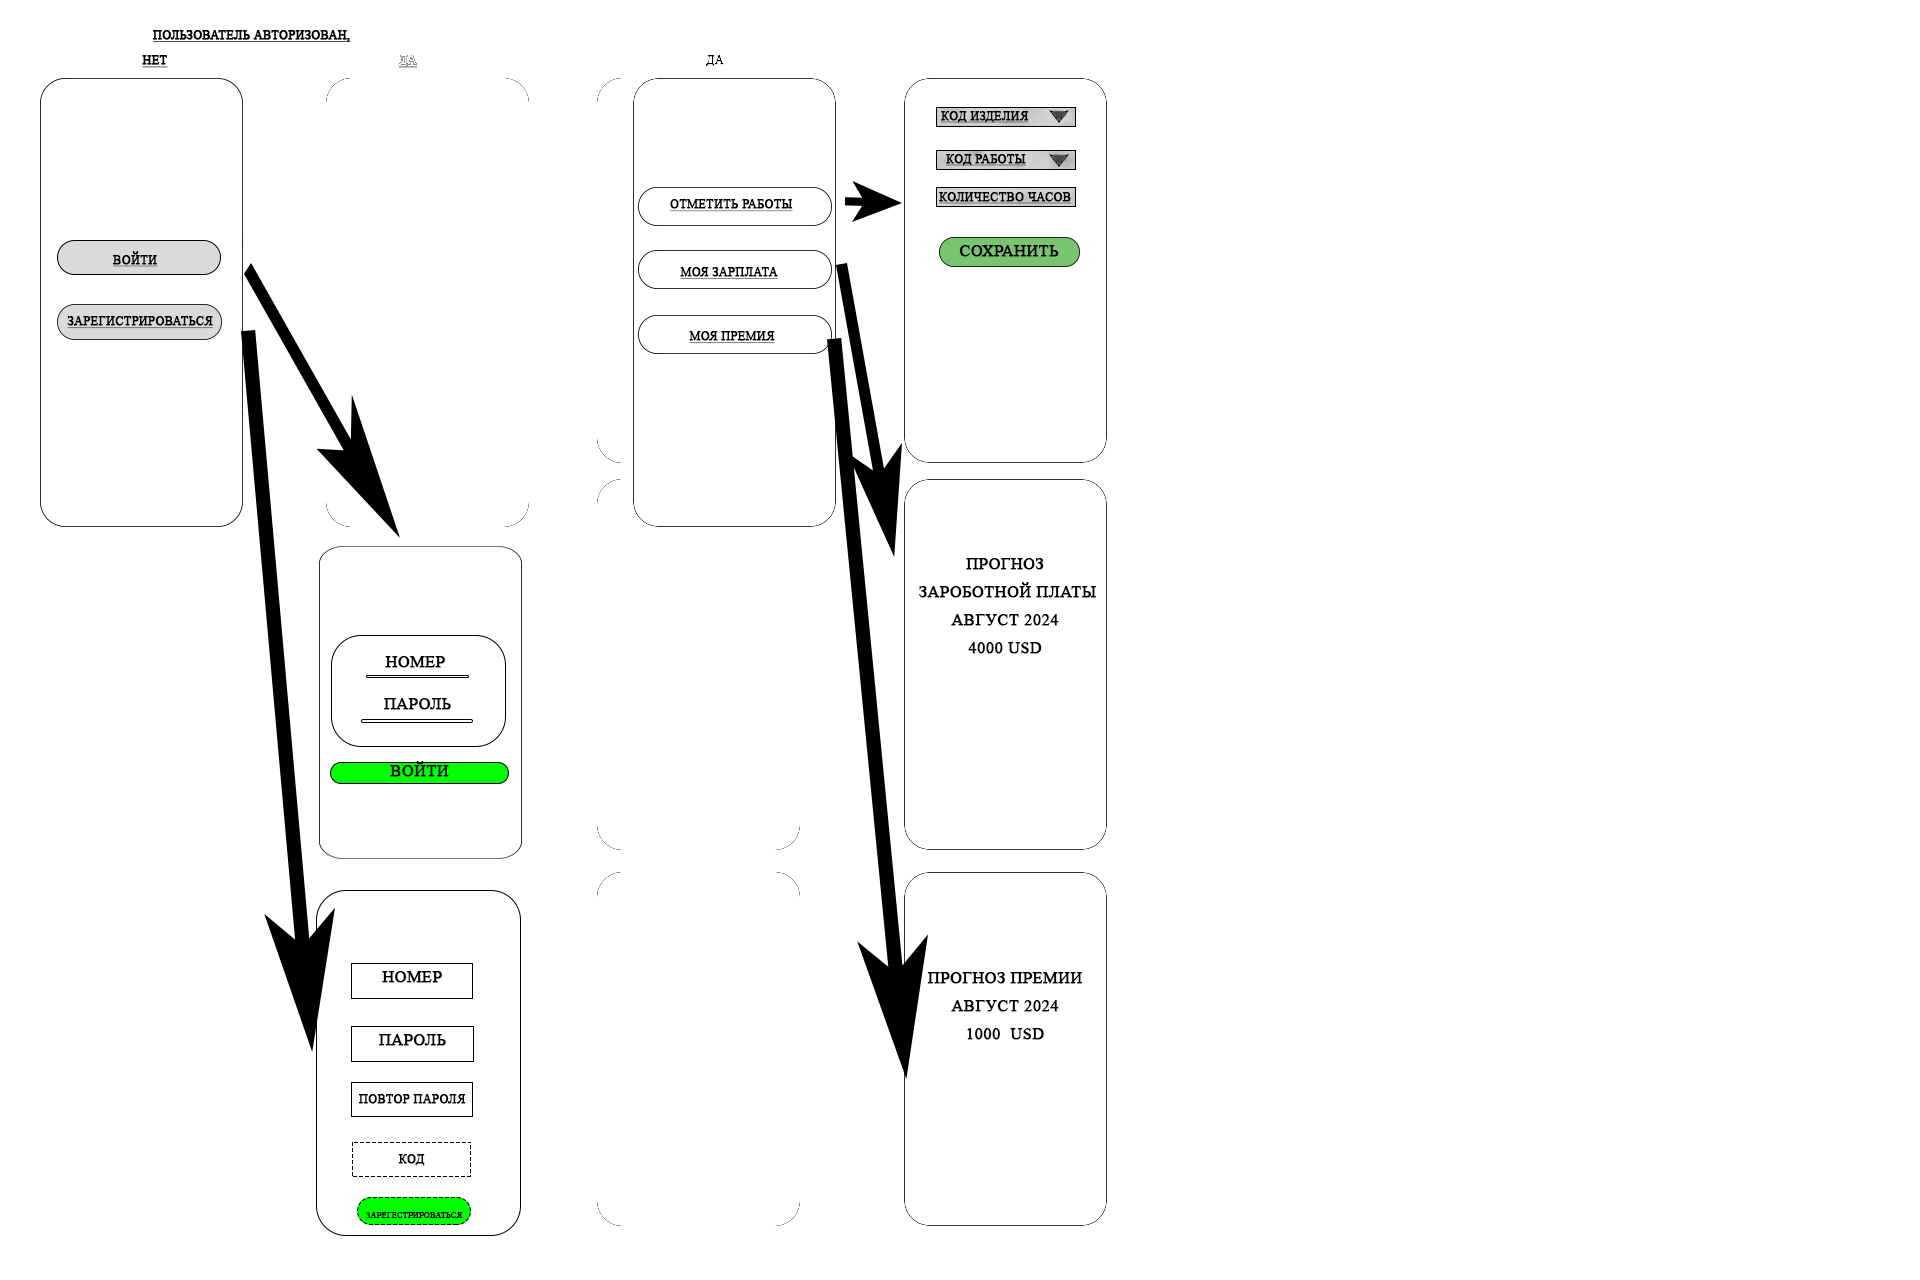 ПОЛЬЗОВАТЕЛЬ АВТОРИЗОВАН,
НЕТ
ДА
ДА
ВОЙТИ
ЗАРЕГИСТРИРОВАТЬСЯ
НОМЕР
ПАРОЛЬ
ВОЙТИ
НОМЕР
ПАРОЛЬ
ПОВТОР ПАРОЛЯ
КОД
ЗАРЕГЕСТРИРОВАТЬСЯ
ОТМЕТИТЬ РАБОТЫ
МОЯ ЗАРПЛАТА
МОЯ ПРЕМИЯ
КОД ИЗДЕЛИЯ
КОД РАБОТЫ
КОЛИЧЕСТВО ЧАСОВ
СОХРАНИТЬ
ПРОГНОЗ
ЗАРОБОТНОЙ ПЛАТЫ
АВГУСТ 2024
4000 USD
ПРОГНОЗ ПРЕМИИ
АВГУСТ 2024
1000 USD